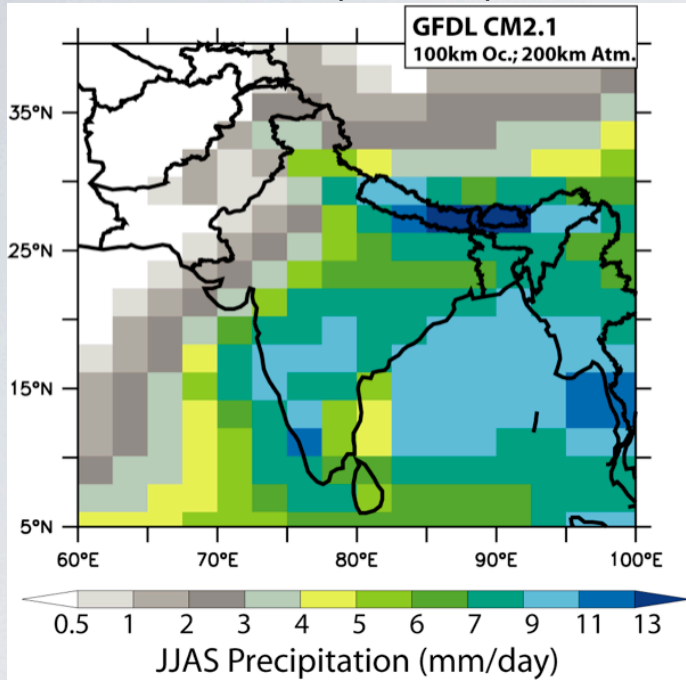 GFDL CM2.1
100km Oc.; 200km Atm.
35°N
25°N
15°N
5°N
60°E 70°E 80°E 90°E 100°E
0.5 1 2 3 4 5 6 7 9 11 13
JJAS Precipitation (mm/day)